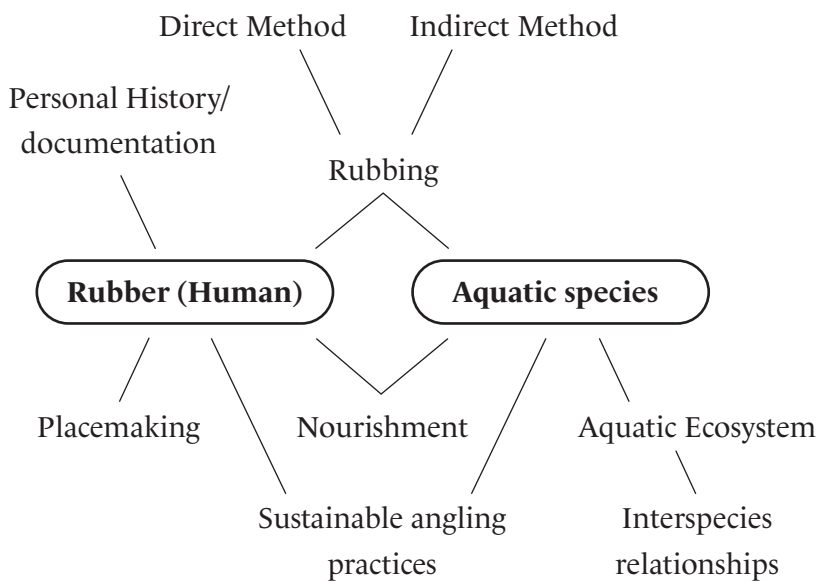 Direct Method
Indirect Method
Personal History/
documentation
Rubbing
Rubber (Human)
Aquatic species
Placemaking
Nourishment
Aquatic Ecosystem
Sustainable angling
practices
Interspecies
relationships